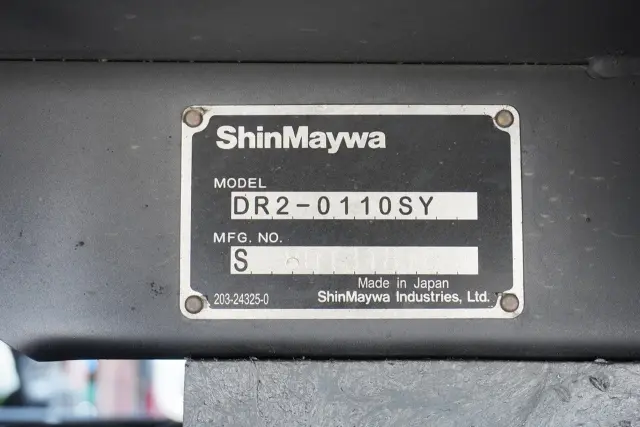 ShinMaywa
MODEL
DR2-0110SY
MFG. NO.
S
Made in Japan
203-24325-0 ShinMaywa Industries, Ltd.